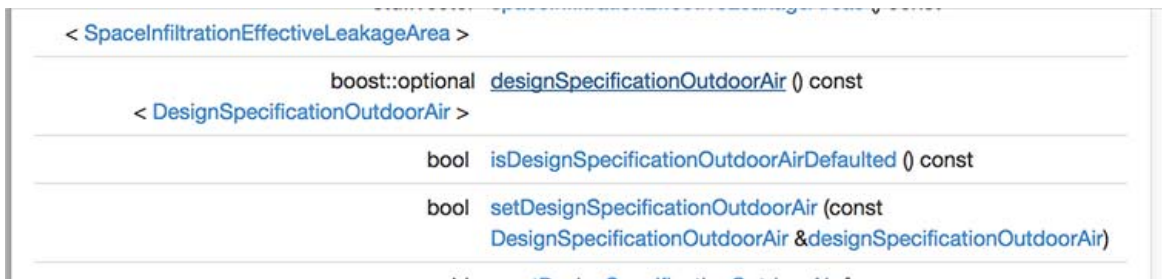 < SpaceInfiltrationEffectiveLeakageArea >
boost::optional designSpecificationOutdoorAir () const
< DesignSpecificationOutdoorAir >
bool isDesignSpecificationOutdoorAirDefaulted () const
bool setDesignSpecificationOutdoorAir (const
DesignSpecificationOutdoorAir &designSpecificationOutdoorAir)